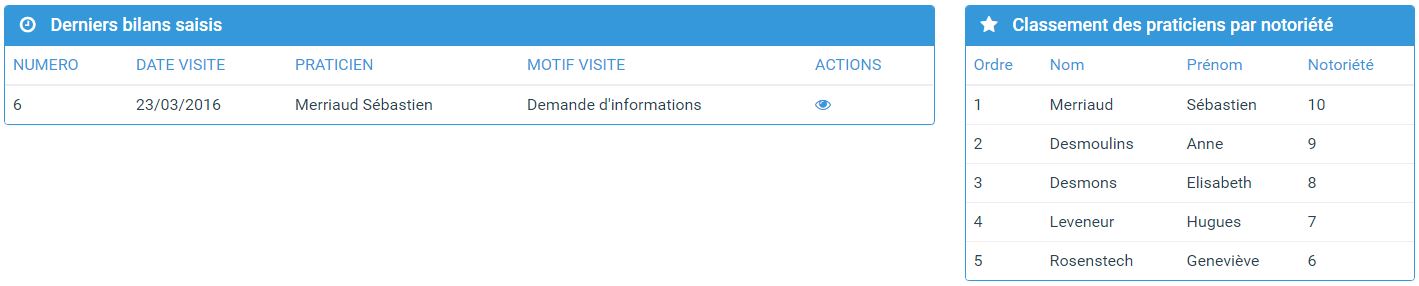 Derniers bilans saisis
NUMERO DATE VISITE PRATICIEN MOTIF VISITE ACTIONS
6 23/03/2016 Merriaud Sébastien Demande d'informations
Classement des praticiens par notoriété
Ordre Nom Prénom Notoriété
1 Merriaud Sébastien 10
2 Desmoulins Anne 9
3 Desmons Elisabeth 8
4 Leveneur Hugues 7
5 Rosenstech Geneviève 6